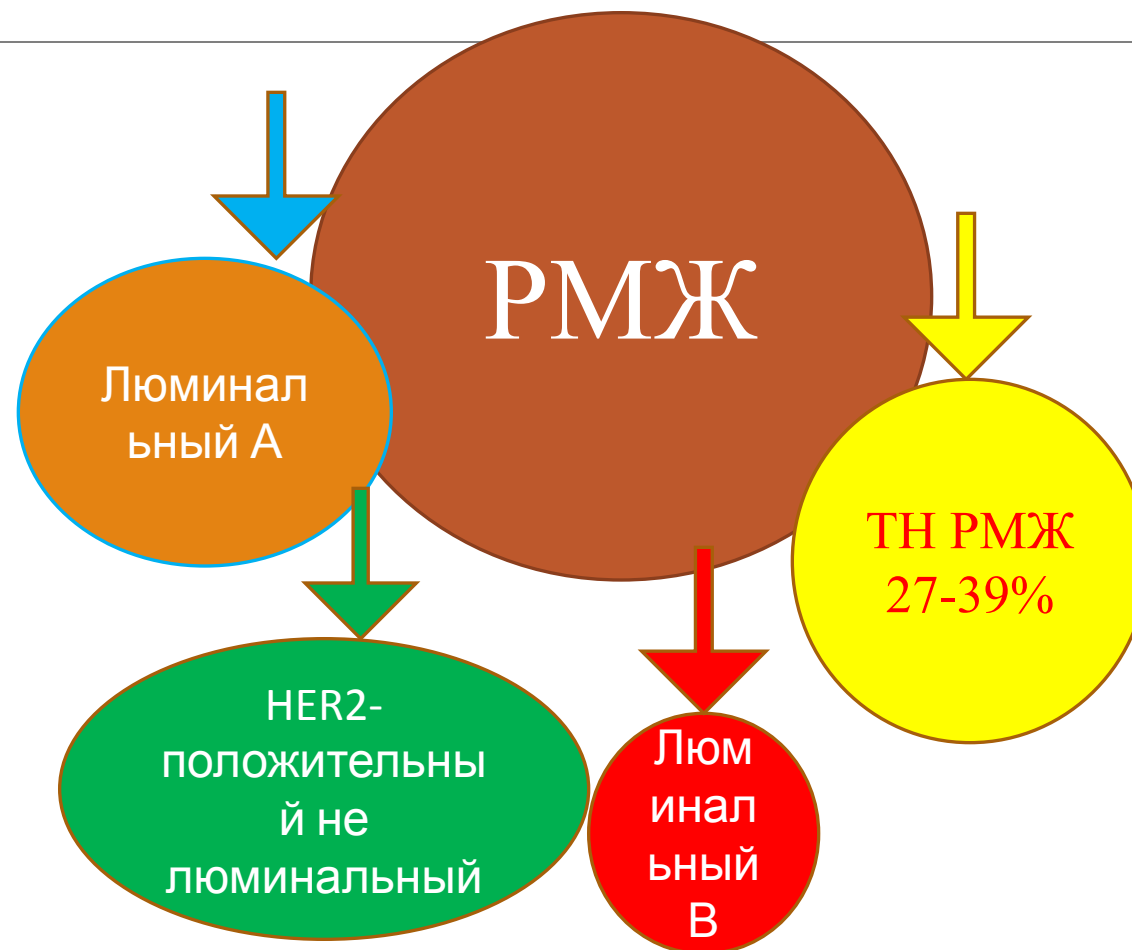 РМЖ
Люминал
ьный А
ТН РМЖ
27-39%
HER2-
положительны
й не
люминальный
Люм
инал
ьный
В